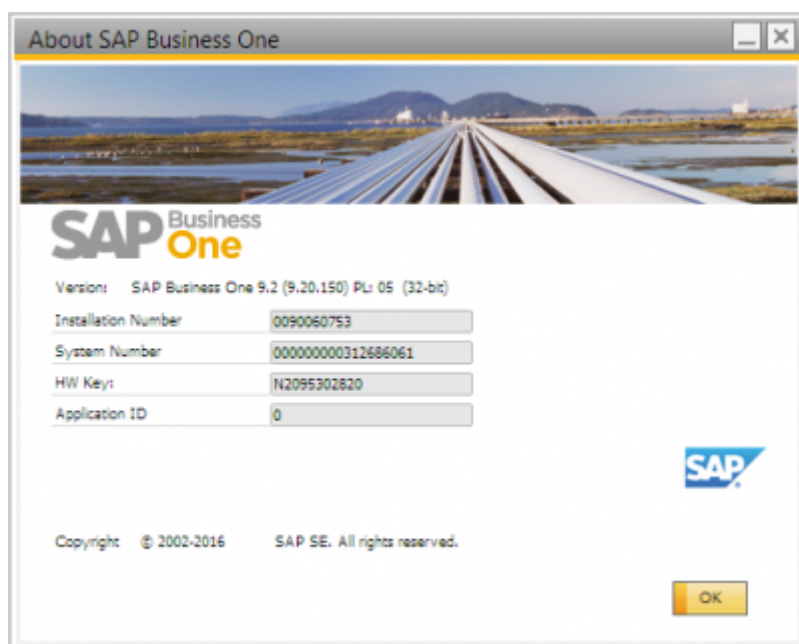 About SAP Business One
SAP Business One
Version: SAP Business One 9.2 (9.20.150) PL: 05 (32-bit)
Installation Number 0090060753
System Number 000000000312686061
HW Key: N2095302820
Application ID 0
SAP
Copyright © 2002-2016 SAP SE. All rights reserved.
OK